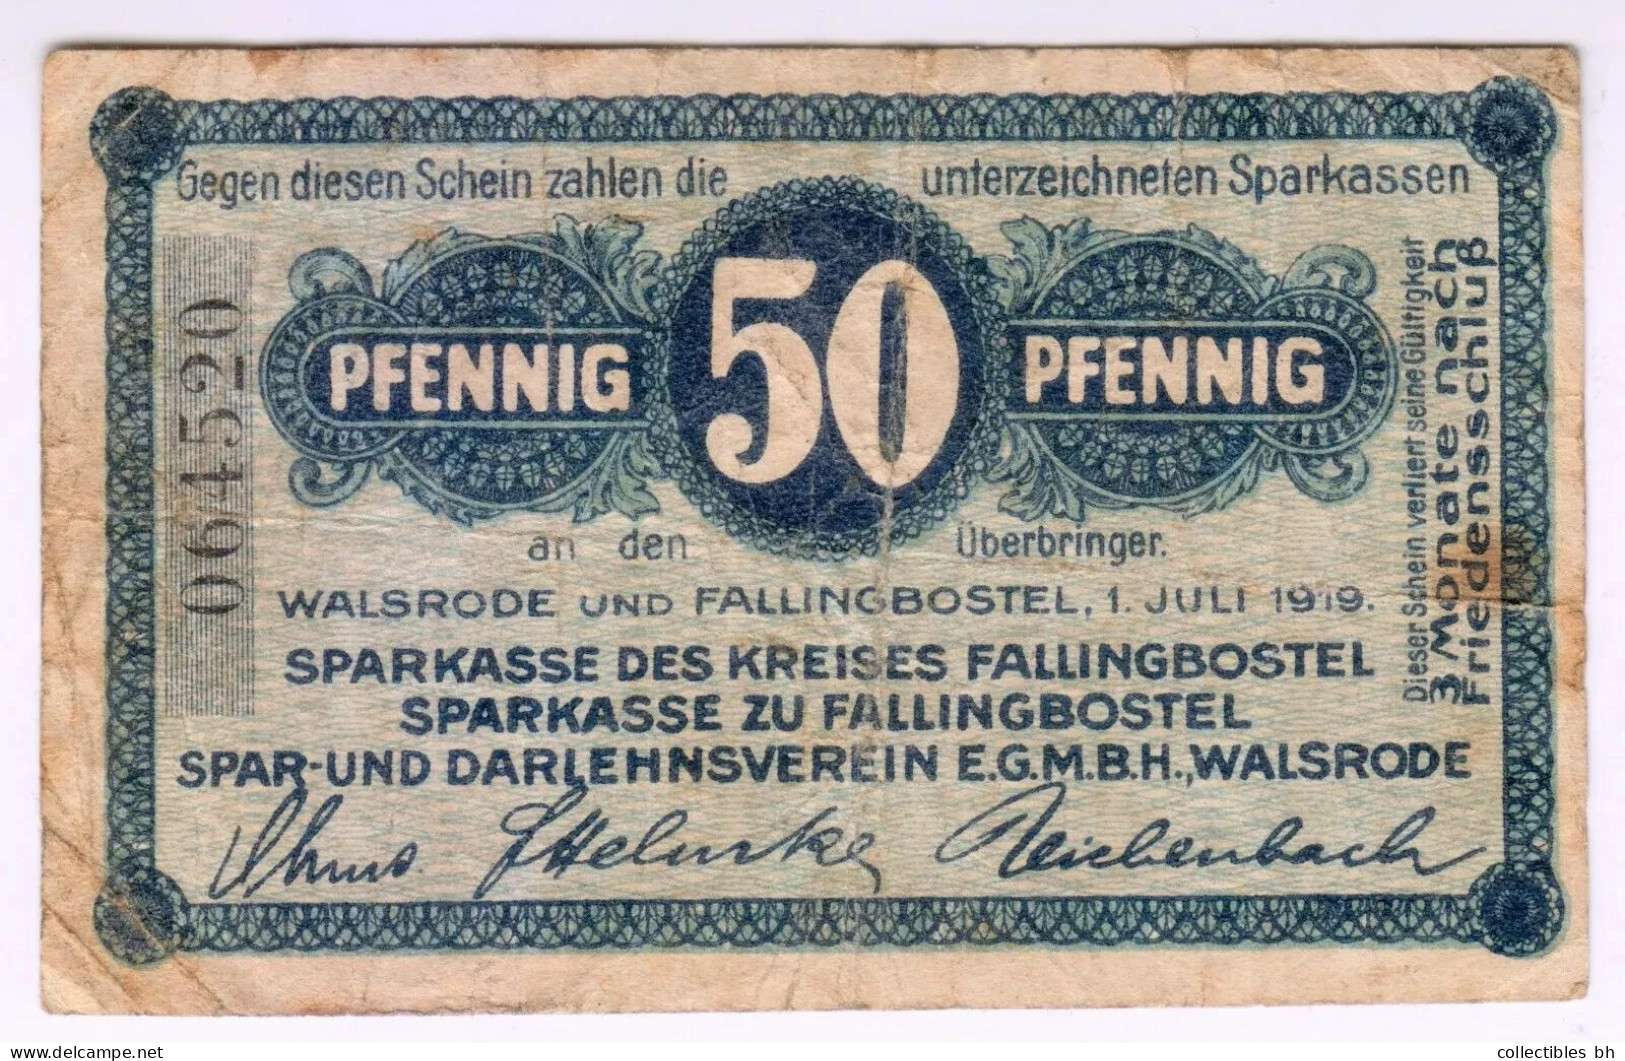 Gegen diesen Schein zahlen die unterzeichneten Sparkassen
064520
PFENNIG 50 PFENNIG
an den Überbringer.
WALSRODE UND FALLINGBOSTEL, 1. JULI 1919.
SPARKASSE DES KREISES FALLINGBOSTEL
SPARKASSE ZU FALLINGBOSTEL
SPAR-UND DARLEHNSVEREIN E.G.M.B.H., WALSRODE
Reichenbach
Dieser Schein verliert seine Gültigkeit
3 Monate nach
Friedensschluß
delcampe.net
collectibles bh